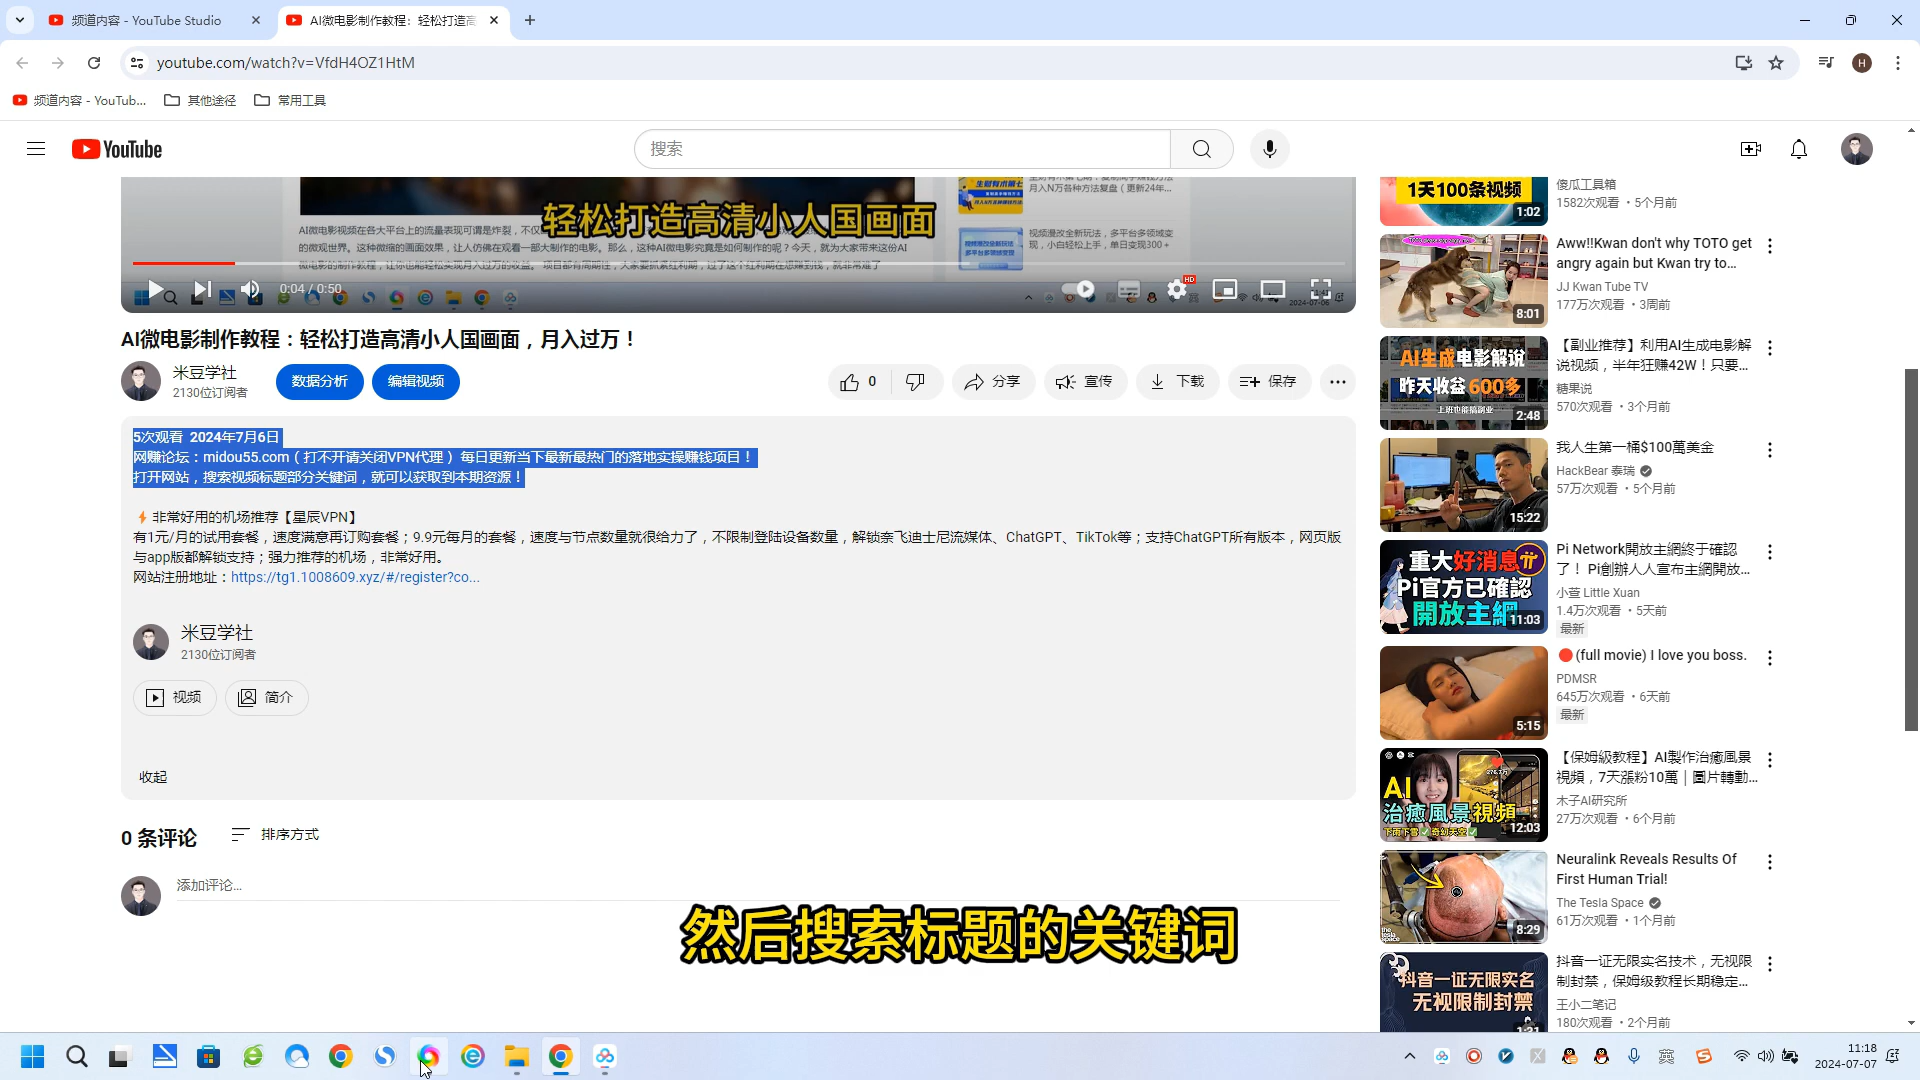 频道内容 - YouTube Studio
AI微电影制作教程：轻松打造高
youtube.com/watch?v=VfdH4OZ1HtM
H
频道内容 - YouTub...
其他途径
常用工具
YouTube
搜索
轻松打造高清小人国画面
0:04 / 0:50
HD
AI微电影制作教程：轻松打造高清小人国画面，月入过万！
米豆学社
2130位订阅者
数据分析
编辑视频
0
分享
宣传
下载
保存
5次观看 2024年7月6日
网赚论坛：midou55.com（打不开请关闭VPN代理） 每日更新当下最新最热门的落地实操赚钱项目！
打开网站，搜索视频标题部分关键词，就可以获取到本期资源！
⚡非常好用的机场推荐【星辰VPN】
有1元/月的试用套餐，速度满意再订购套餐；9.9元每月的套餐，速度与节点数量就很给力了，不限制登陆设备数量，解锁奈飞迪士尼流媒体、ChatGPT、TikTok等；支持ChatGPT所有版本，网页版
与app版都解锁支持；强力推荐的机场，非常好用。
网站注册地址：https://tg1.1008609.xyz/#/register?co...
米豆学社
2130位订阅者
视频
简介
收起
0 条评论
排序方式
添加评论...
然后搜索标题的关键词
1天100条视频
1:02
傻瓜工具箱
1582次观看 • 5个月前
8:01
Aww!!Kwan don't why TOTO get
angry again but Kwan try to...
JJ Kwan Tube TV
177万次观看 • 3周前
AI生成电影解说
昨天收益600多
上班也能搞副业
2:48
【副业推荐】利用AI生成电影解
说视频，半年狂赚42W！只要...
糖果说
570次观看 • 3个月前
15:22
我人生第一桶$100萬美金
HackBear 泰瑞
57万次观看 • 5个月前
重大好消息
Pi官方已確認
開放主網
11:03
Pi Network開放主網終于確認
了！ Pi創辦人人宣布主網開放...
小萱 Little Xuan
1.4万次观看 • 5天前
最新
5:15
🔴(full movie) I love you boss.
PDMSR
645万次观看 • 6天前
最新
AI
治癒風景視頻
下雨下雪✅奇幻天空✅
12:03
【保姆級教程】AI製作治癒風景
視頻，7天漲粉10萬｜圖片轉動...
木子AI研究所
27万次观看 • 6个月前
8:29
Neuralink Reveals Results Of
First Human Trial!
The Tesla Space
61万次观看 • 1个月前
抖音一证无限实名
无视限制封禁
1:31
抖音一证无限实名技术，无视限
制封禁，保姆级教程长期稳定...
王小二笔记
180次观看 • 2个月前
英
11:18
2024-07-07